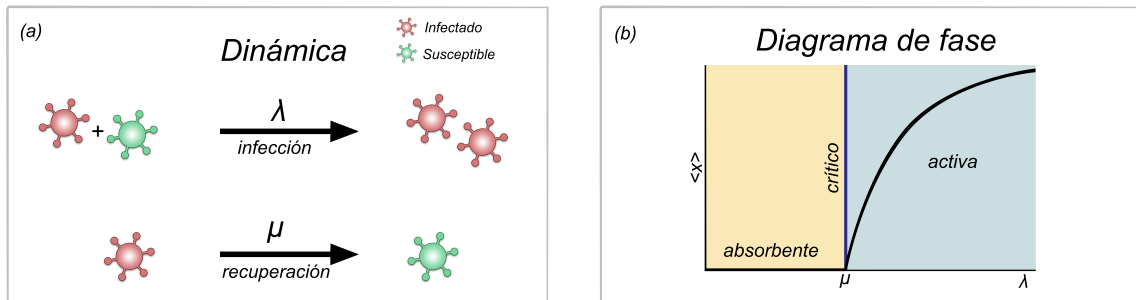 (a)
Dinámica
Infectado
Susceptible
+
λ
infección
μ
recuperación
(b)
Diagrama de fase
<x>
crítico
activa
absorbente
μ
λ